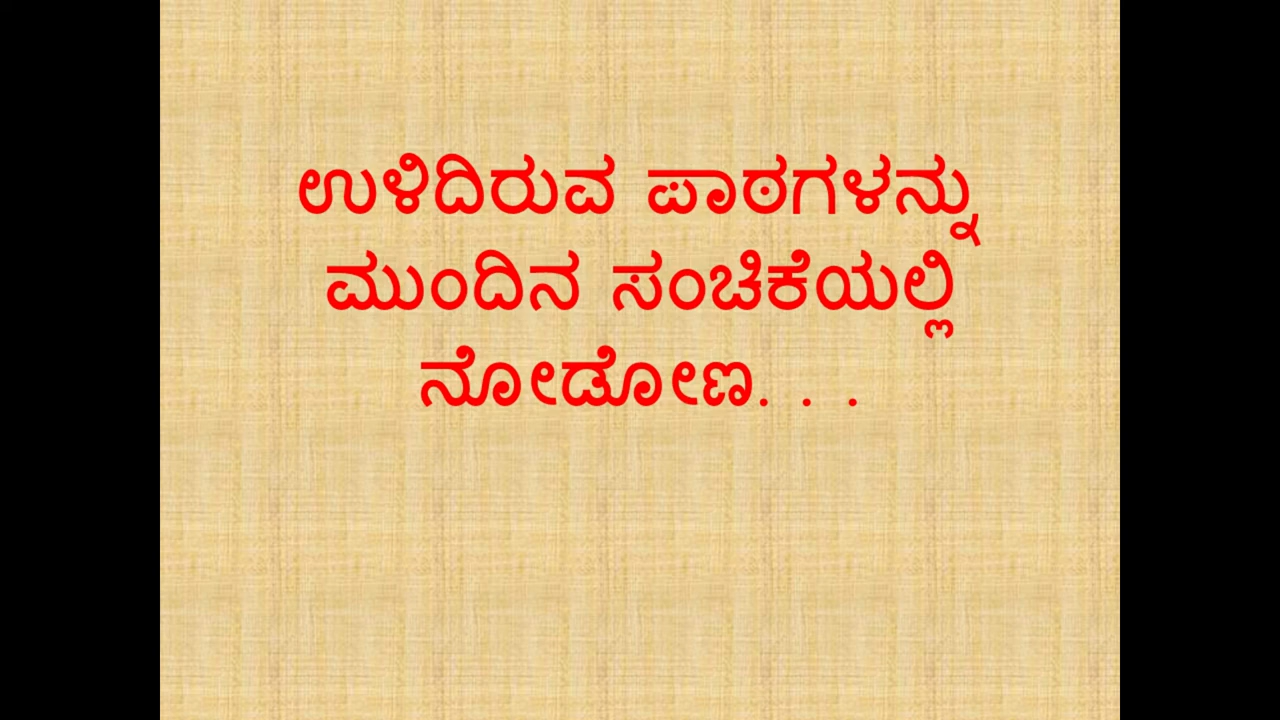 ಉಳಿದಿರುವ ಪಾಠಗಳನ್ನು
ಮುಂದಿನ ಸಂಚಿಕೆಯಲ್ಲಿ
ನೋಡೋಣ. . .